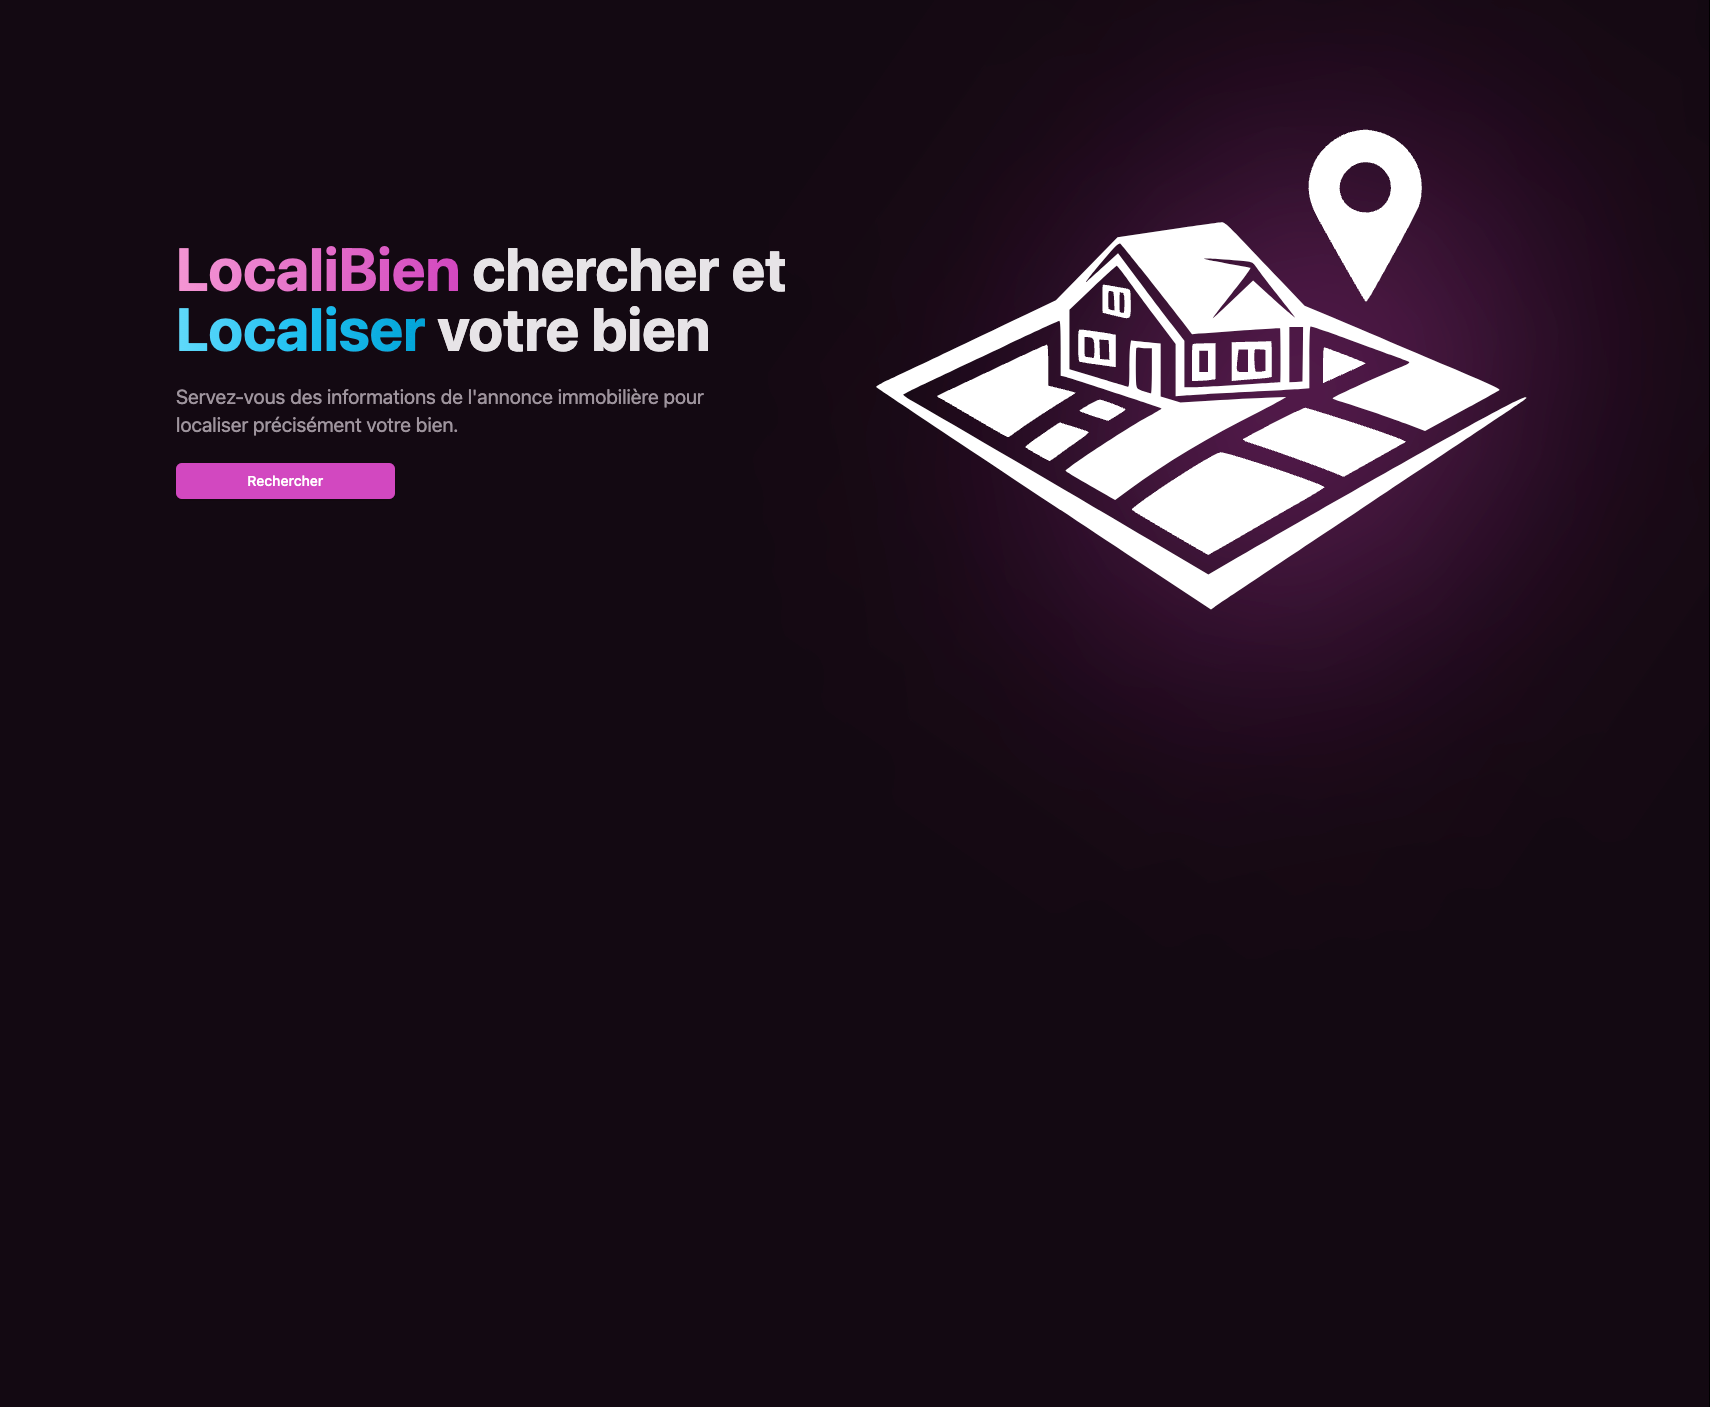 LocaliBien chercher et
Localiser votre bien
Servez-vous des informations de l'annonce immobilière pour
localiser précisément votre bien.
Rechercher